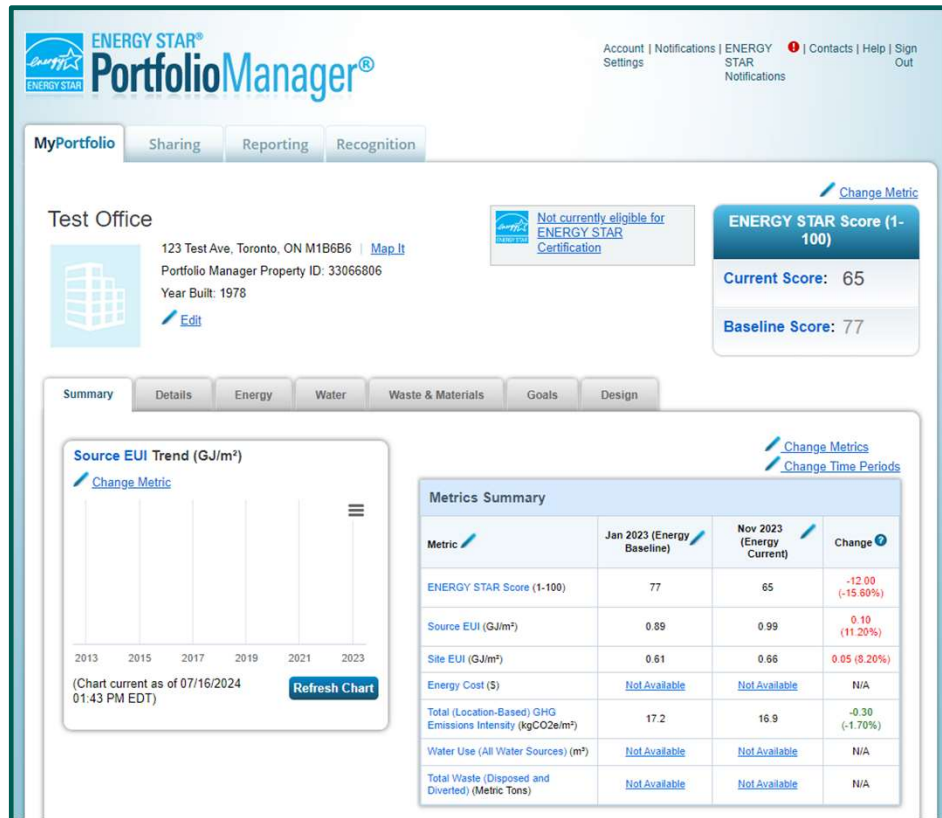 ENERGY STAR®
PortfolioManager®
energy
ENERGY STAR
Account | Notifications | ENERGY | Contacts | Help | Sign
Settings STAR Out
Notifications
MyPortfolio Sharing Reporting Recognition
Change Metric
Test Office
123 Test Ave, Toronto, ON M1B6B6 | Map It
Portfolio Manager Property ID: 33066806
Year Built: 1978
Edit
Not currently eligible for
ENERGY STAR
Certification
ENERGY STAR Score (1-
100)
Current Score: 65
Baseline Score: 77
Summary Details Energy Water Waste & Materials Goals Design
Source EUI Trend (GJ/m²)
Change Metric
2013 2015 2017 2019 2021 2023
(Chart current as of 07/16/2024
01:43 PM EDT)
Refresh Chart
Change Metrics
Change Time Periods
Metrics Summary
Metric Jan 2023 (Energy Baseline) Nov 2023 (Energy Current) Change ?
ENERGY STAR Score (1-100) 77 65 -12.00 (-15.60%)
Source EUI (GJ/m²) 0.89 0.99 0.10 (11.20%)
Site EUI (GJ/m²) 0.61 0.66 0.05 (8.20%)
Energy Cost ($) Not Available Not Available N/A
Total (Location-Based) GHG Emissions Intensity (kgCO2e/m²) 17.2 16.9 -0.30 (-1.70%)
Water Use (All Water Sources) (m³) Not Available Not Available N/A
Total Waste (Disposed and Diverted) (Metric Tons) Not Available Not Available N/A